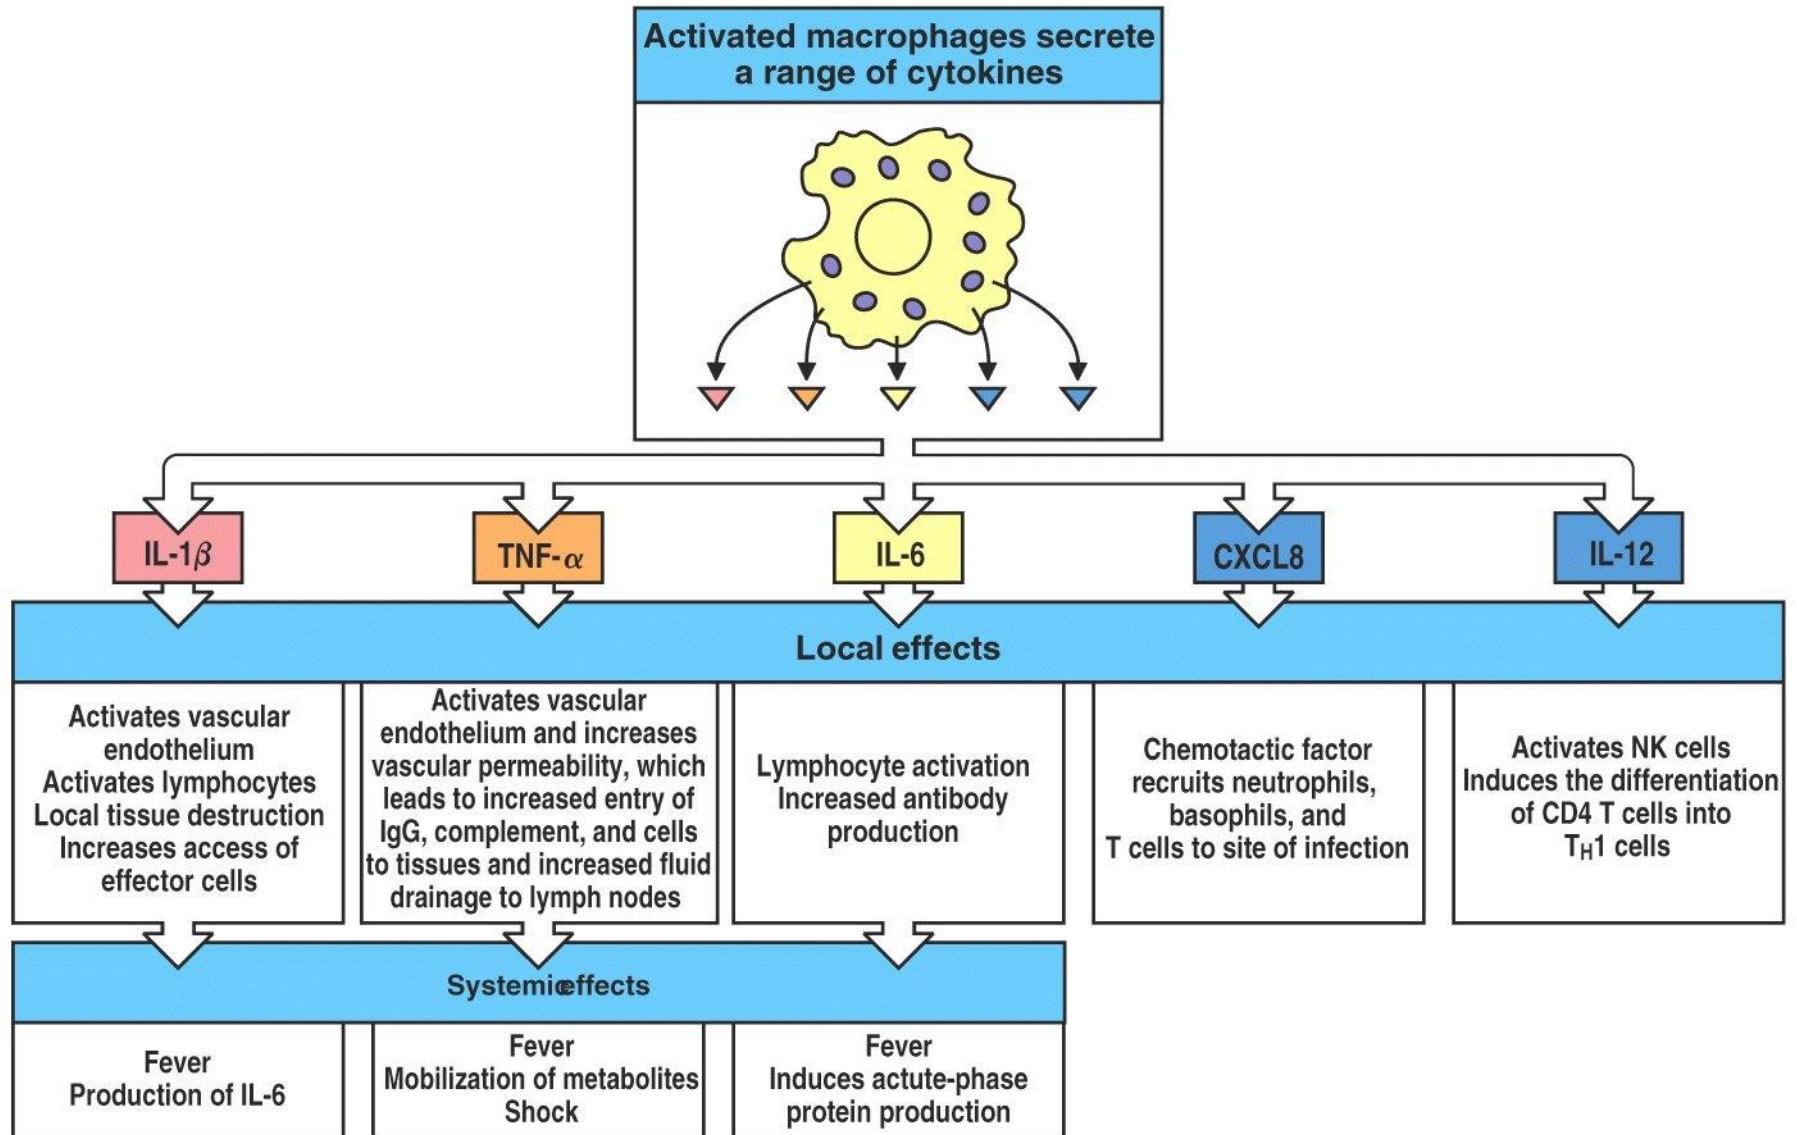 Activated macrophages secrete
a range of cytokines
IL-1β
TNF-α
IL-6
CXCL8
IL-12
Local effects
Activates vascular
endothelium
Activates lymphocytes
Local tissue destruction
Increases access of
effector cells
Activates vascular
endothelium and increases
vascular permeability, which
leads to increased entry of
IgG, complement, and cells
to tissues and increased fluid
drainage to lymph nodes
Lymphocyte activation
Increased antibody
production
Chemotactic factor
recruits neutrophils,
basophils, and
T cells to site of infection
Activates NK cells
Induces the differentiation
of CD4 T cells into
TH1 cells
Systemic effects
Fever
Production of IL-6
Fever
Mobilization of metabolites
Shock
Fever
Induces actute-phase
protein production